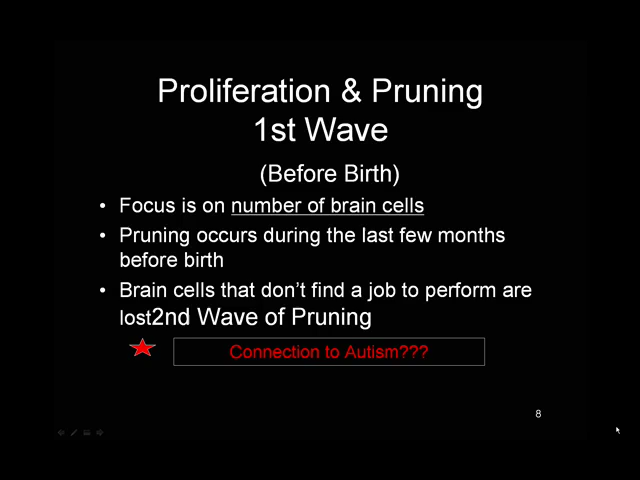 Proliferation & Pruning
1st Wave
(Before Birth)
• Focus is on number of brain cells
• Pruning occurs during the last few months
before birth
• Brain cells that don't find a job to perform are
lost2nd Wave of Pruning
Connection to Autism???
8